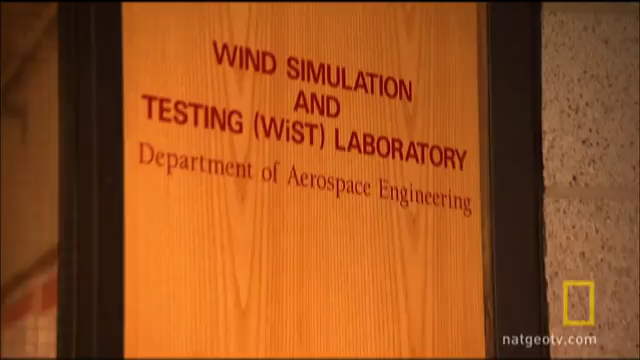 WIND SIMULATION
AND
TESTING (WiST) LABORATORY
Department of Aerospace Engineering
natgeotv.com